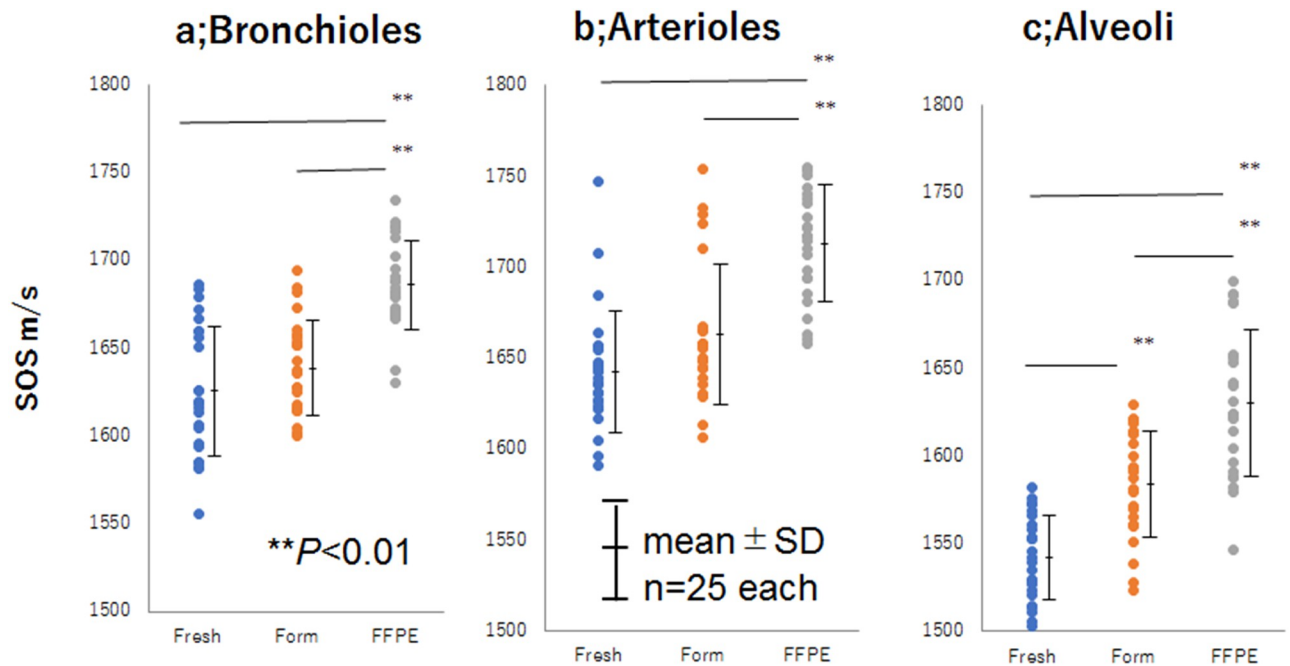 a;Bronchioles
b;Arterioles
c;Alveoli
SOS m/s
1800
1750
1700
1650
1600
1550
1500
**
**
**P<0.01
Fresh Form FFPE
1800
1750
1700
1650
1600
1550
1500
**
**
mean ± SD
n=25 each
Fresh Form FFPE
1800
1750
1700
1650
1600
1550
1500
**
**
**
Fresh Form FFPE